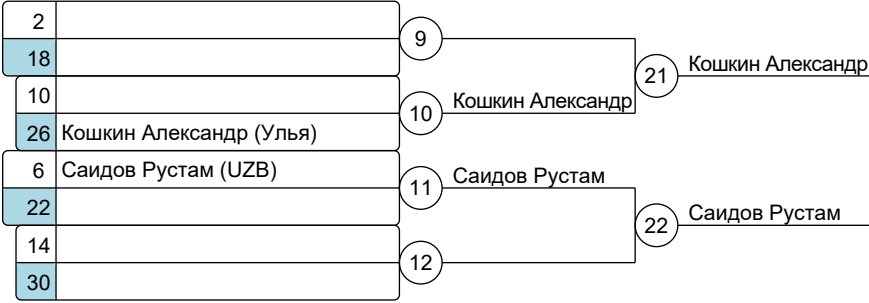 2
9
18
21 Кошкин Александр
10
10 Кошкин Александр
26 Кошкин Александр (Улья)
6 Саидов Рустам (UZB)
11 Саидов Рустам
22
22 Саидов Рустам
14
12
30